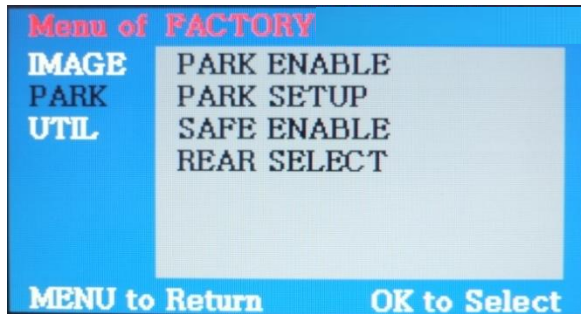 Menu of FACTORY
IMAGE PARK ENABLE
PARK PARK SETUP
UTIL SAFE ENABLE
REAR SELECT
MENU to Return OK to Select